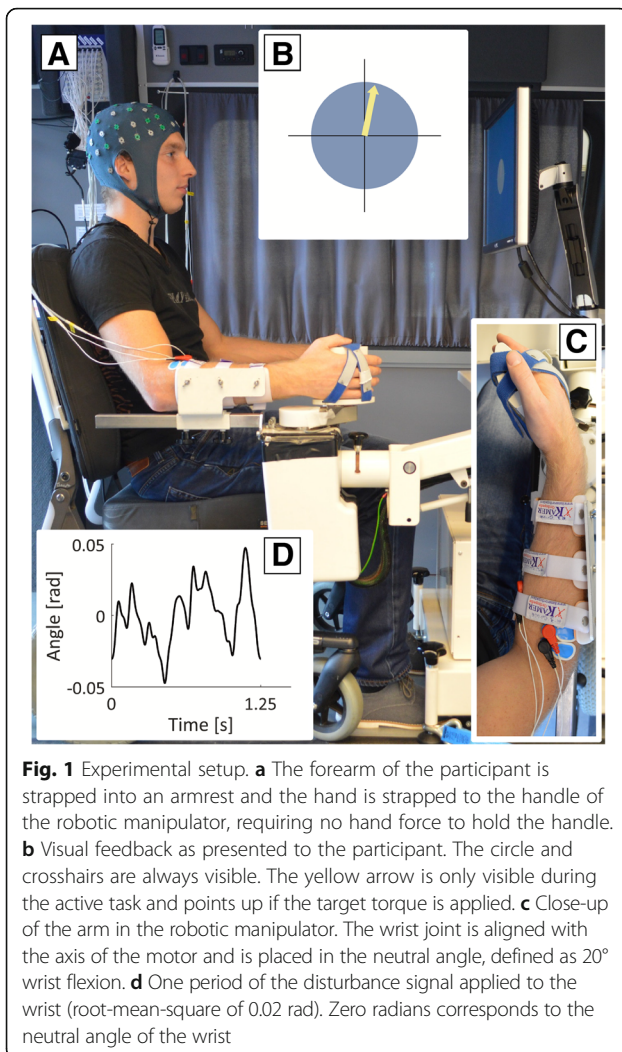 A
B
C
XKAMER
XKAMER
XKAMER
D
0.05
0
-0.05
Angle [rad]
0
1.25
Time [s]
Fig. 1 Experimental setup. a The forearm of the participant is
strapped into an armrest and the hand is strapped to the handle of
the robotic manipulator, requiring no hand force to hold the handle.
b Visual feedback as presented to the participant. The circle and
crosshairs are always visible. The yellow arrow is only visible during
the active task and points up if the target torque is applied. c Close-up
of the arm in the robotic manipulator. The wrist joint is aligned with
the axis of the motor and is placed in the neutral angle, defined as 20°
wrist flexion. d One period of the disturbance signal applied to the
wrist (root-mean-square of 0.02 rad). Zero radians corresponds to the
neutral angle of the wrist